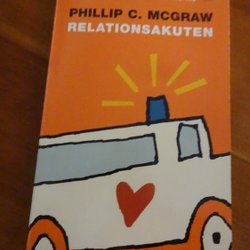 PHILLIP C. MCGRAW
RELATIONSAKUTEN